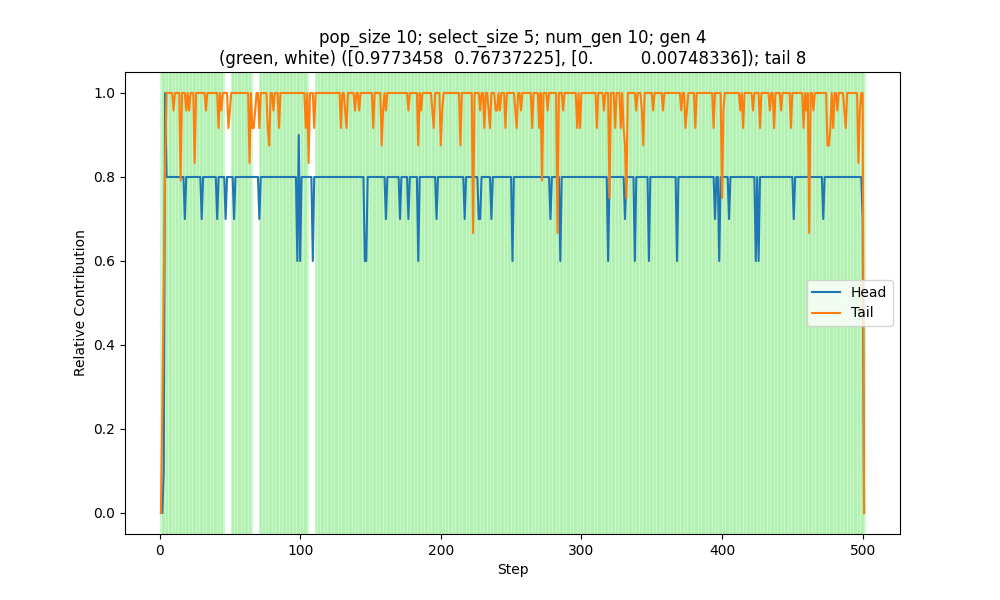 pop_size 10; select_size 5; num_gen 10; gen 4
(green, white) ([0.9773458  0.76737225], [0.         0.00748336]); tail 8
1.0
0.8
0.6
0.4
0.2
0.0
Relative Contribution
Head
Tail
0 100 200 300 400 500
Step